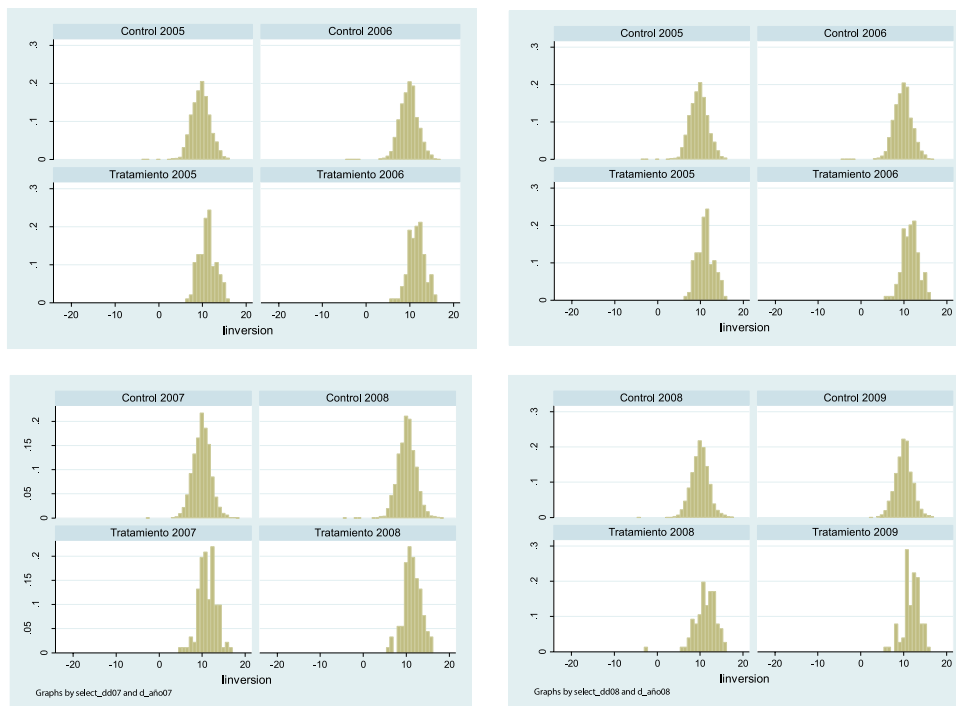 Control 2005
Control 2006
.3
.2
.1
0
Tratamiento 2005
Tratamiento 2006
.3
.2
.1
0
-20 -10 0 10 20
-20 -10 0 10 20
linversion
Control 2005
Control 2006
.3
.2
.1
0
Tratamiento 2005
Tratamiento 2006
.3
.2
.1
0
-20 -10 0 10 20
-20 -10 0 10 20
linversion
Control 2007
Control 2008
.2
.15
.1
.05
0
Tratamiento 2007
Tratamiento 2008
.2
.15
.1
.05
0
-20 -10 0 10 20
-20 -10 0 10 20
linversion
Graphs by select_dd07 and d_año07
Control 2008
Control 2009
.3
.2
.1
0
Tratamiento 2008
Tratamiento 2009
.3
.2
.1
0
-20 -10 0 10 20
-20 -10 0 10 20
linversion
Graphs by select_dd08 and d_año08